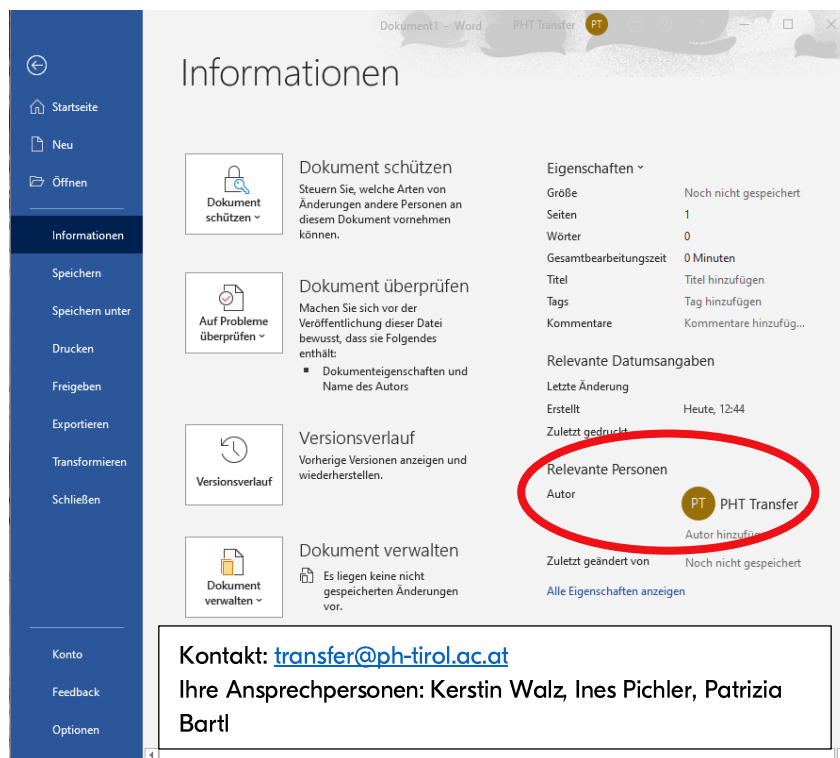 Dokument1 - Word PHT Transfer PT
Informationen
Startseite
Neu
Öffnen
Informationen
Speichern
Speichern unter
Drucken
Freigeben
Exportieren
Transformieren
Schließen
Konto
Feedback
Optionen
Dokument schützen
Dokument schützen
Steuern Sie, welche Arten von
Änderungen andere Personen an
diesem Dokument vornehmen
können.
Auf Probleme
überprüfen
Dokument überprüfen
Machen Sie sich vor der
Veröffentlichung dieser Datei
bewusst, dass sie Folgendes
enthält:
Dokumenteigenschaften und
Name des Autors
Versionsverlauf
Versionsverlauf
Vorherige Versionen anzeigen und
wiederherstellen.
Dokument
verwalten
Dokument verwalten
Es liegen keine nicht
gespeicherten Änderungen
vor.
Eigenschaften
Größe Noch nicht gespeichert
Seiten 1
Wörter 0
Gesamtbearbeitungszeit 0 Minuten
Titel Titel hinzufügen
Tags Tag hinzufügen
Kommentare Kommentare hinzufüg...
Relevante Datumsangaben
Letzte Änderung
Erstellt Heute, 12:44
Zuletzt gedruckt
Relevante Personen
Autor PT PHT Transfer
Autor hinzufügen
Zuletzt geändert von Noch nicht gespeichert
Alle Eigenschaften anzeigen
Kontakt: transfer@ph-tirol.ac.at
Ihre Ansprechpersonen: Kerstin Walz, Ines Pichler, Patrizia
Bartl